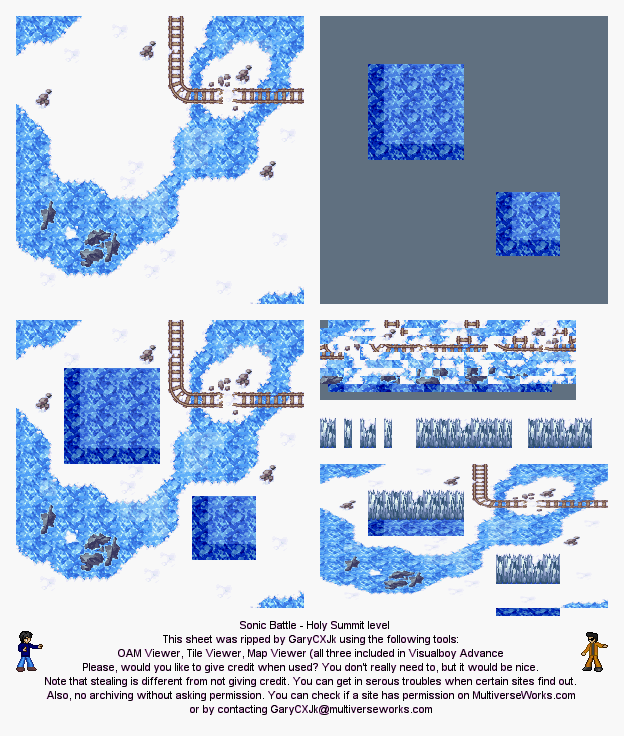 Sonic Battle - Holy Summit level
This sheet was ripped by GaryCXJk using the following tools:
OAM Viewer, Tile Viewer, Map Viewer (all three included in Visualboy Advance
Please, would you like to give credit when used? You don't really need to, but it would be nice.
Note that stealing is different from not giving credit. You can get in serous troubles when certain sites find out.
Also, no archiving without asking permission. You can check if a site has permission on MultiverseWorks.com
or by contacting GaryCXJk@multiverseworks.com